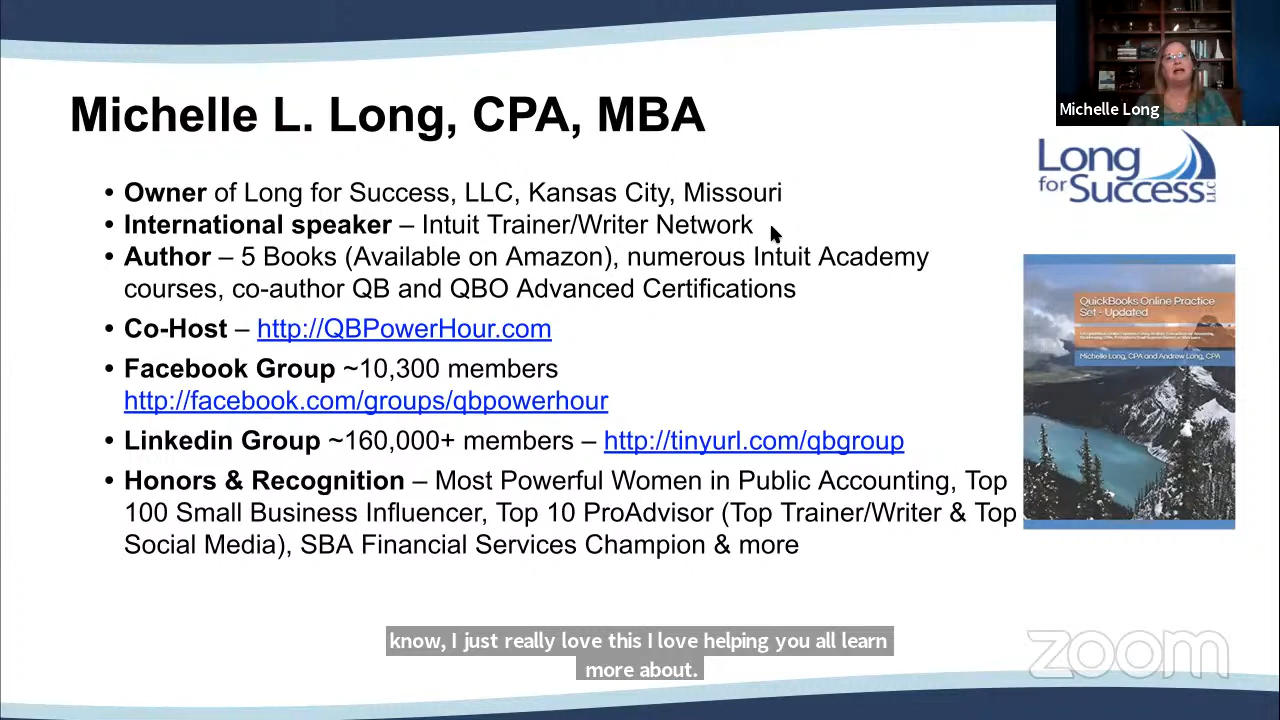 Michelle L. Long, CPA, MBA
• Owner of Long for Success, LLC, Kansas City, Missouri
• International speaker – Intuit Trainer/Writer Network
• Author – 5 Books (Available on Amazon), numerous Intuit Academy
courses, co-author QB and QBO Advanced Certifications
• Co-Host – http://QBPowerHour.com
• Facebook Group ~10,300 members
http://facebook.com/groups/qbpowerhour
• Linkedin Group ~160,000+ members – http://tinyurl.com/qbgroup
• Honors & Recognition – Most Powerful Women in Public Accounting, Top
100 Small Business Influencer, Top 10 ProAdvisor (Top Trainer/Writer & Top
Social Media), SBA Financial Services Champion & more
Michelle Long
Long
for Success LLC
QuickBooks Online Practice
Set - Updated
Michelle Long, CPA and Andrew Long, CPA
know, I just really love this I love helping you all learn
more about.
zoom